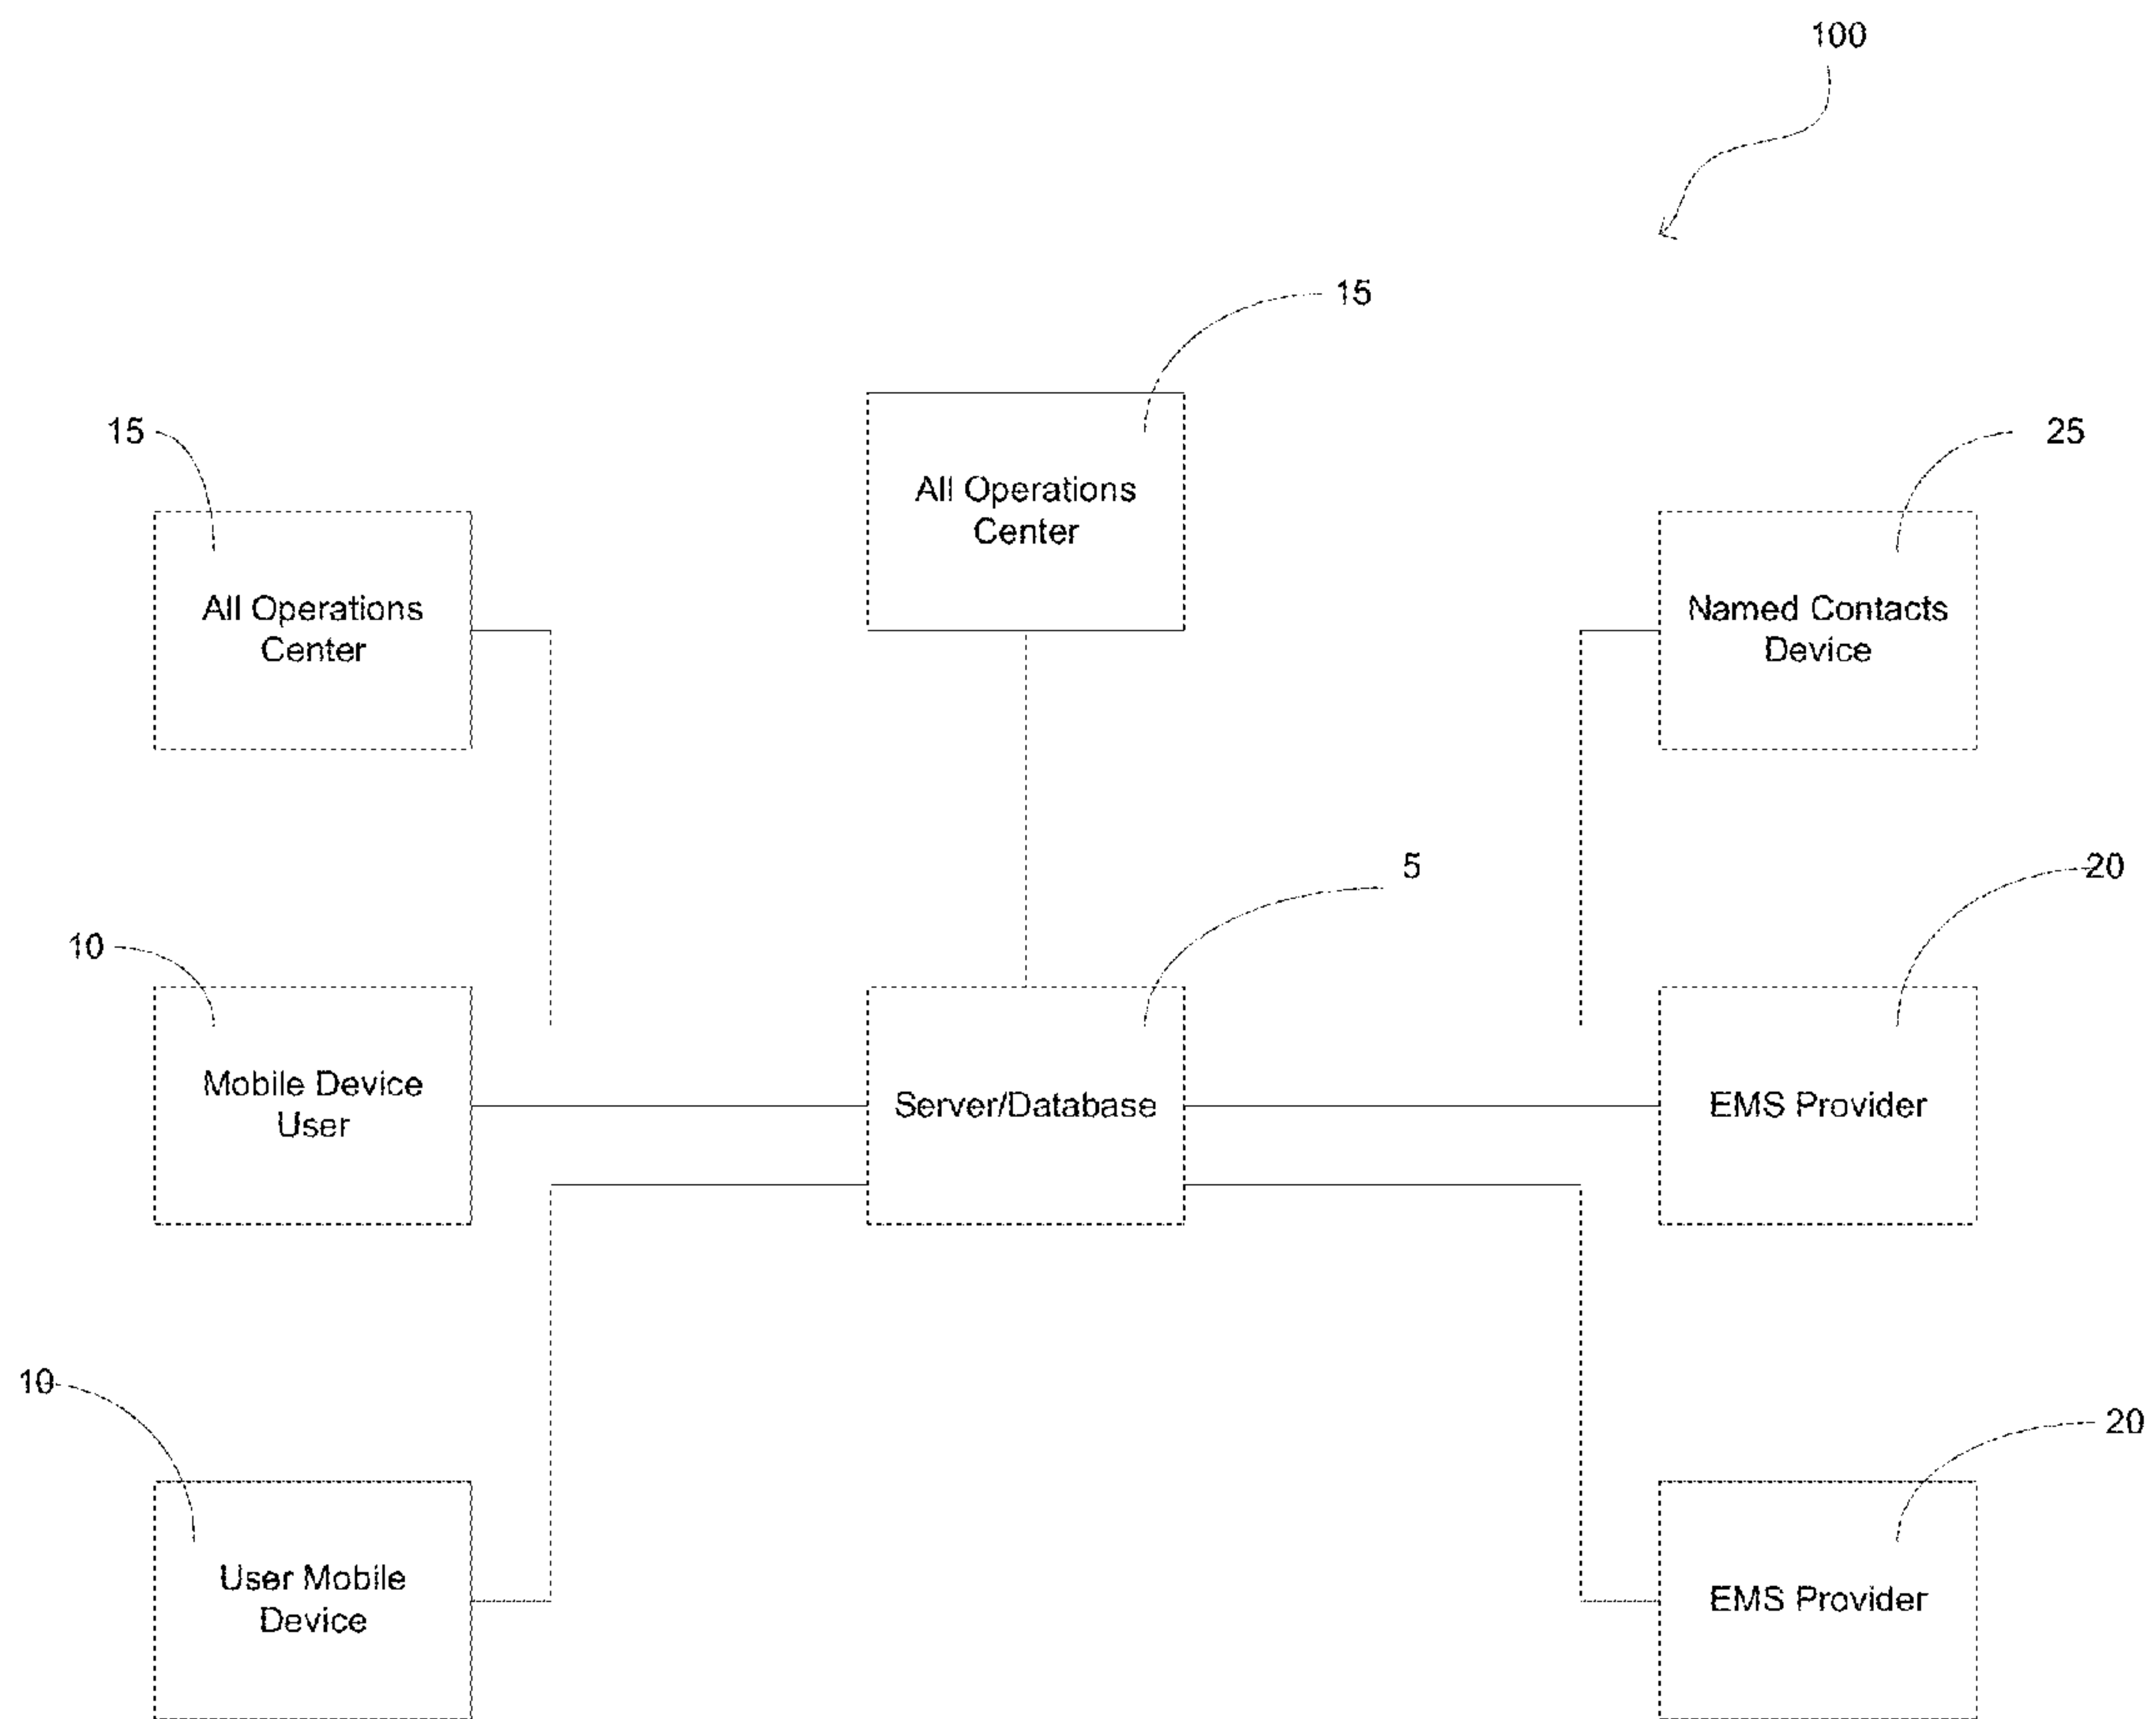 100
15
15
25
All Operations
Center
All Operations
Center
Named Contacts
Device
5
20
10
Mobile Device
User
Server/Database
EMS Provider
10
20
User Mobile
Device
EMS Provider